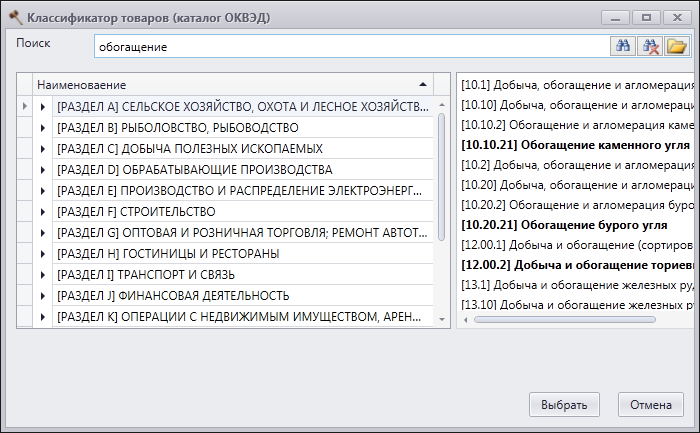 Классификатор товаров (каталог ОКВЭД)
Поиск
обогащение
Наименование
[РАЗДЕЛ A] СЕЛЬСКОЕ ХОЗЯЙСТВО, ОХОТА И ЛЕСНОЕ ХОЗЯЙСТВ...
[РАЗДЕЛ B] РЫБОЛОВСТВО, РЫБОВОДСТВО
[РАЗДЕЛ C] ДОБЫЧА ПОЛЕЗНЫХ ИСКОПАЕМЫХ
[РАЗДЕЛ D] ОБРАБАТЫВАЮЩИЕ ПРОИЗВОДСТВА
[РАЗДЕЛ E] ПРОИЗВОДСТВО И РАСПРЕДЕЛЕНИЕ ЭЛЕКТРОЭНЕРГ...
[РАЗДЕЛ F] СТРОИТЕЛЬСТВО
[РАЗДЕЛ G] ОПТОВАЯ И РОЗНИЧНАЯ ТОРГОВЛЯ; РЕМОНТ АВТОТ...
[РАЗДЕЛ H] ГОСТИНИЦЫ И РЕСТОРАНЫ
[РАЗДЕЛ I] ТРАНСПОРТ И СВЯЗЬ
[РАЗДЕЛ J] ФИНАНСОВАЯ ДЕЯТЕЛЬНОСТЬ
[РАЗДЕЛ K] ОПЕРАЦИИ С НЕДВИЖИМЫМ ИМУЩЕСТВОМ, АРЕН...
[10.1] Добыча, обогащение и агломерация
[10.10] Добыча, обогащение и агломераци
[10.10.2] Обогащение и агломерация каме
[10.10.21] Обогащение каменного угля
[10.2] Добыча, обогащение и агломерация
[10.20] Добыча, обогащение и агломераци
[10.20.2] Обогащение и агломерация буро
[10.20.21] Обогащение бурого угля
[12.00.1] Добыча и обогащение (сортиров
[12.00.2] Добыча и обогащение ториев
[13.1] Добыча и обогащение железных руд
[13.10] Добыча и обогащение железных р
Выбрать
Отмена